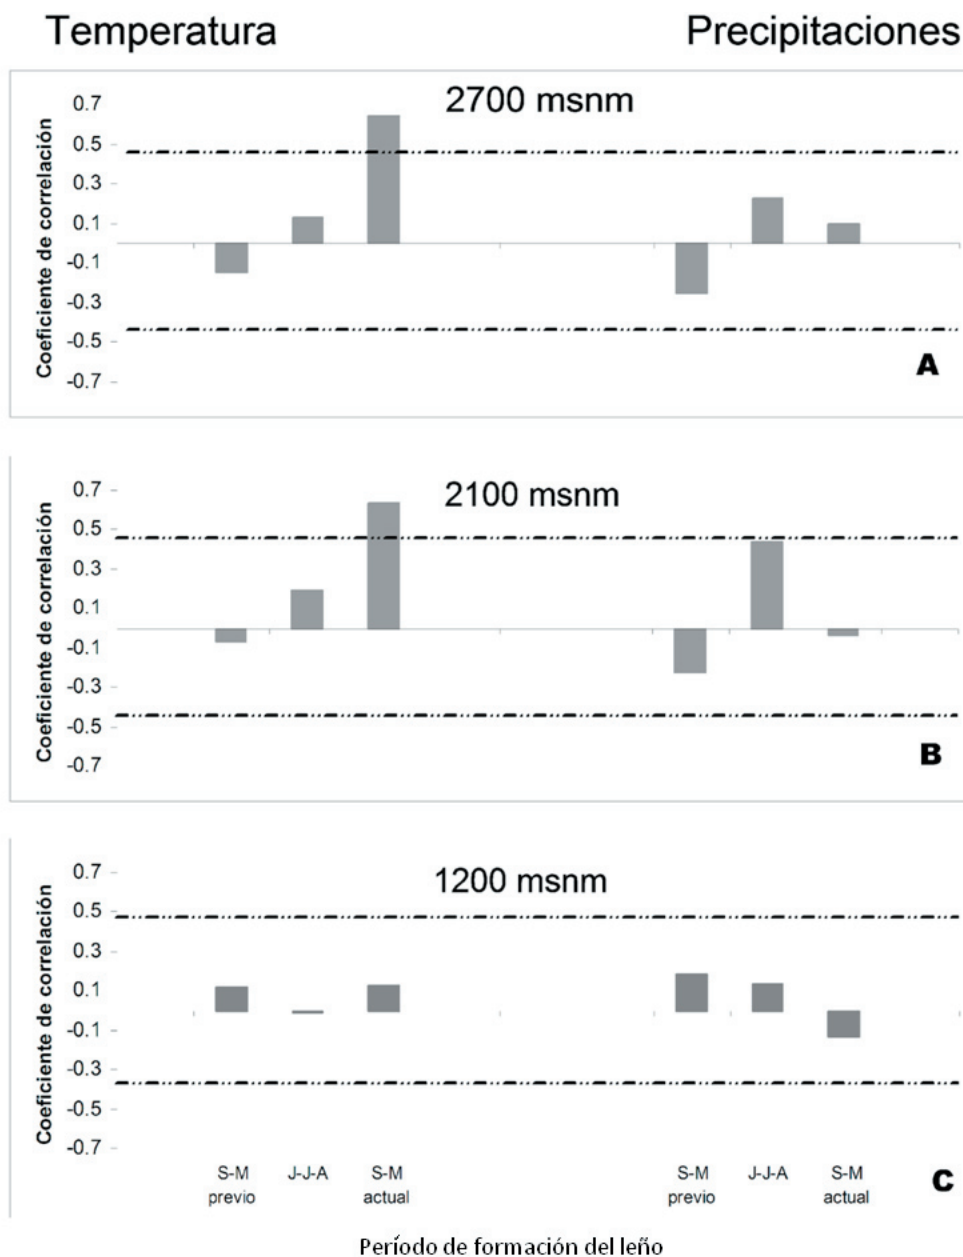 Temperatura
Precipitaciones
2700 msnm
Coeficiente de correlación
0.7
0.5
0.3
0.1
-0.1
-0.3
-0.5
-0.7
A
2100 msnm
Coeficiente de correlación
0.7
0.5
0.3
0.1
-0.1
-0.3
-0.5
-0.7
B
1200 msnm
Coeficiente de correlación
0.7
0.5
0.3
0.1
-0.1
-0.3
-0.5
-0.7
S-M previo
J-J-A
S-M actual
S-M previo
J-J-A
S-M actual
C
Período de formación del leño